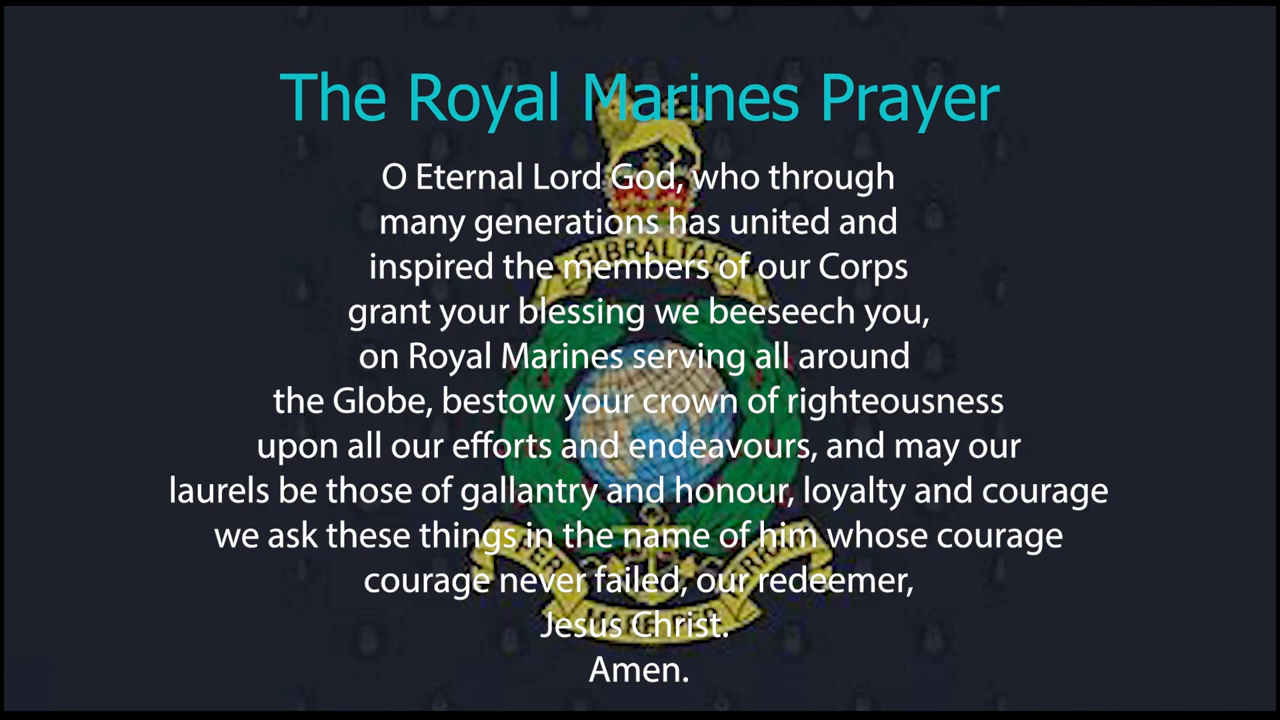 The Royal Marines Prayer
O Eternal Lord God, who through
many generations has united and
inspired the members of our Corps
grant your blessing we beeseech you,
on Royal Marines serving all around
the Globe, bestow your crown of righteousness
upon all our efforts and endeavours, and may our
laurels be those of gallantry and honour, loyalty and courage
we ask these things in the name of him whose courage
courage never failed, our redeemer,
Jesus Christ.
Amen.
GIBRALTAR